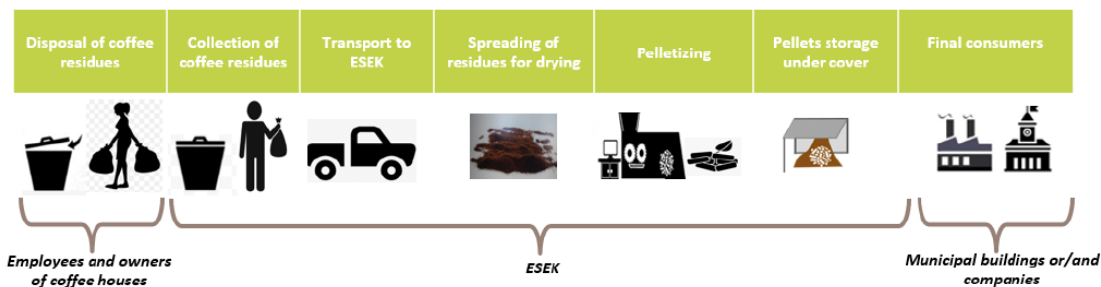 Disposal of coffee
residues
Collection of
coffee residues
Transport to
ESEK
Spreading of
residues for drying
Pelletizing
Pellets storage
under cover
Final consumers
Employees and owners
of coffee houses
ESEK
Municipal buildings or/and
companies